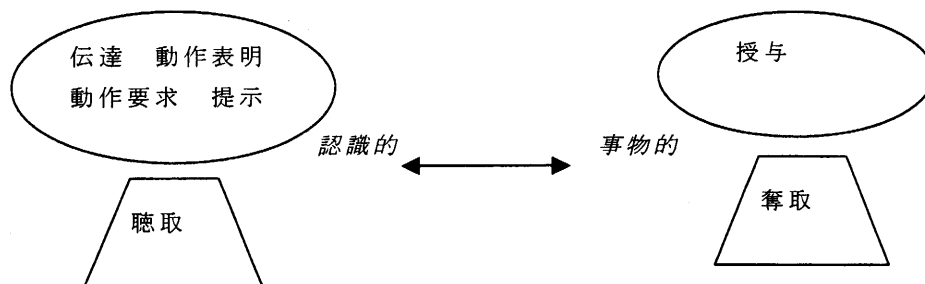 伝達 動作表明
動作要求 提示
認識的
聴取
授与
事物的
奪取